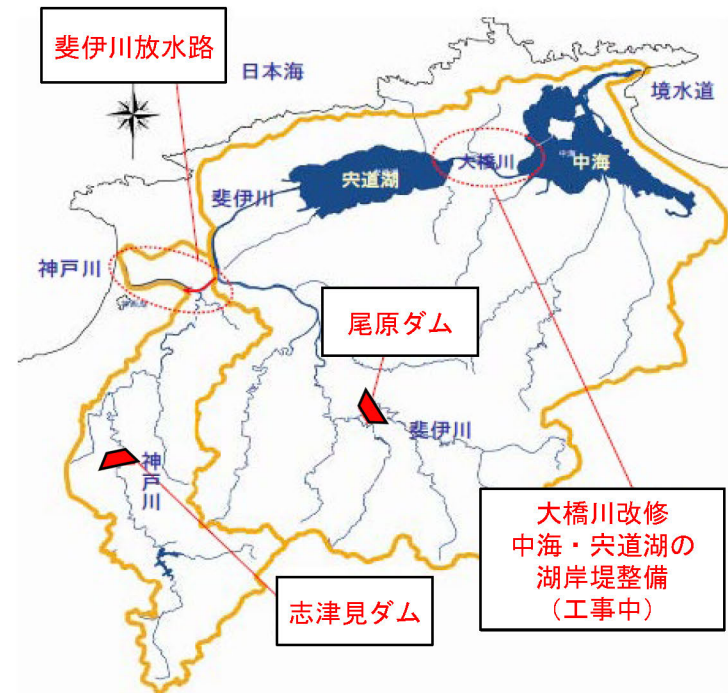 斐伊川放水路
日本海
境水道
大橋川
中海
中海
宍道湖
斐伊川
神戸川
尾原ダム
斐伊川
神戸川
大橋川改修
中海・宍道湖の
湖岸堤整備
(工事中)
志津見ダム